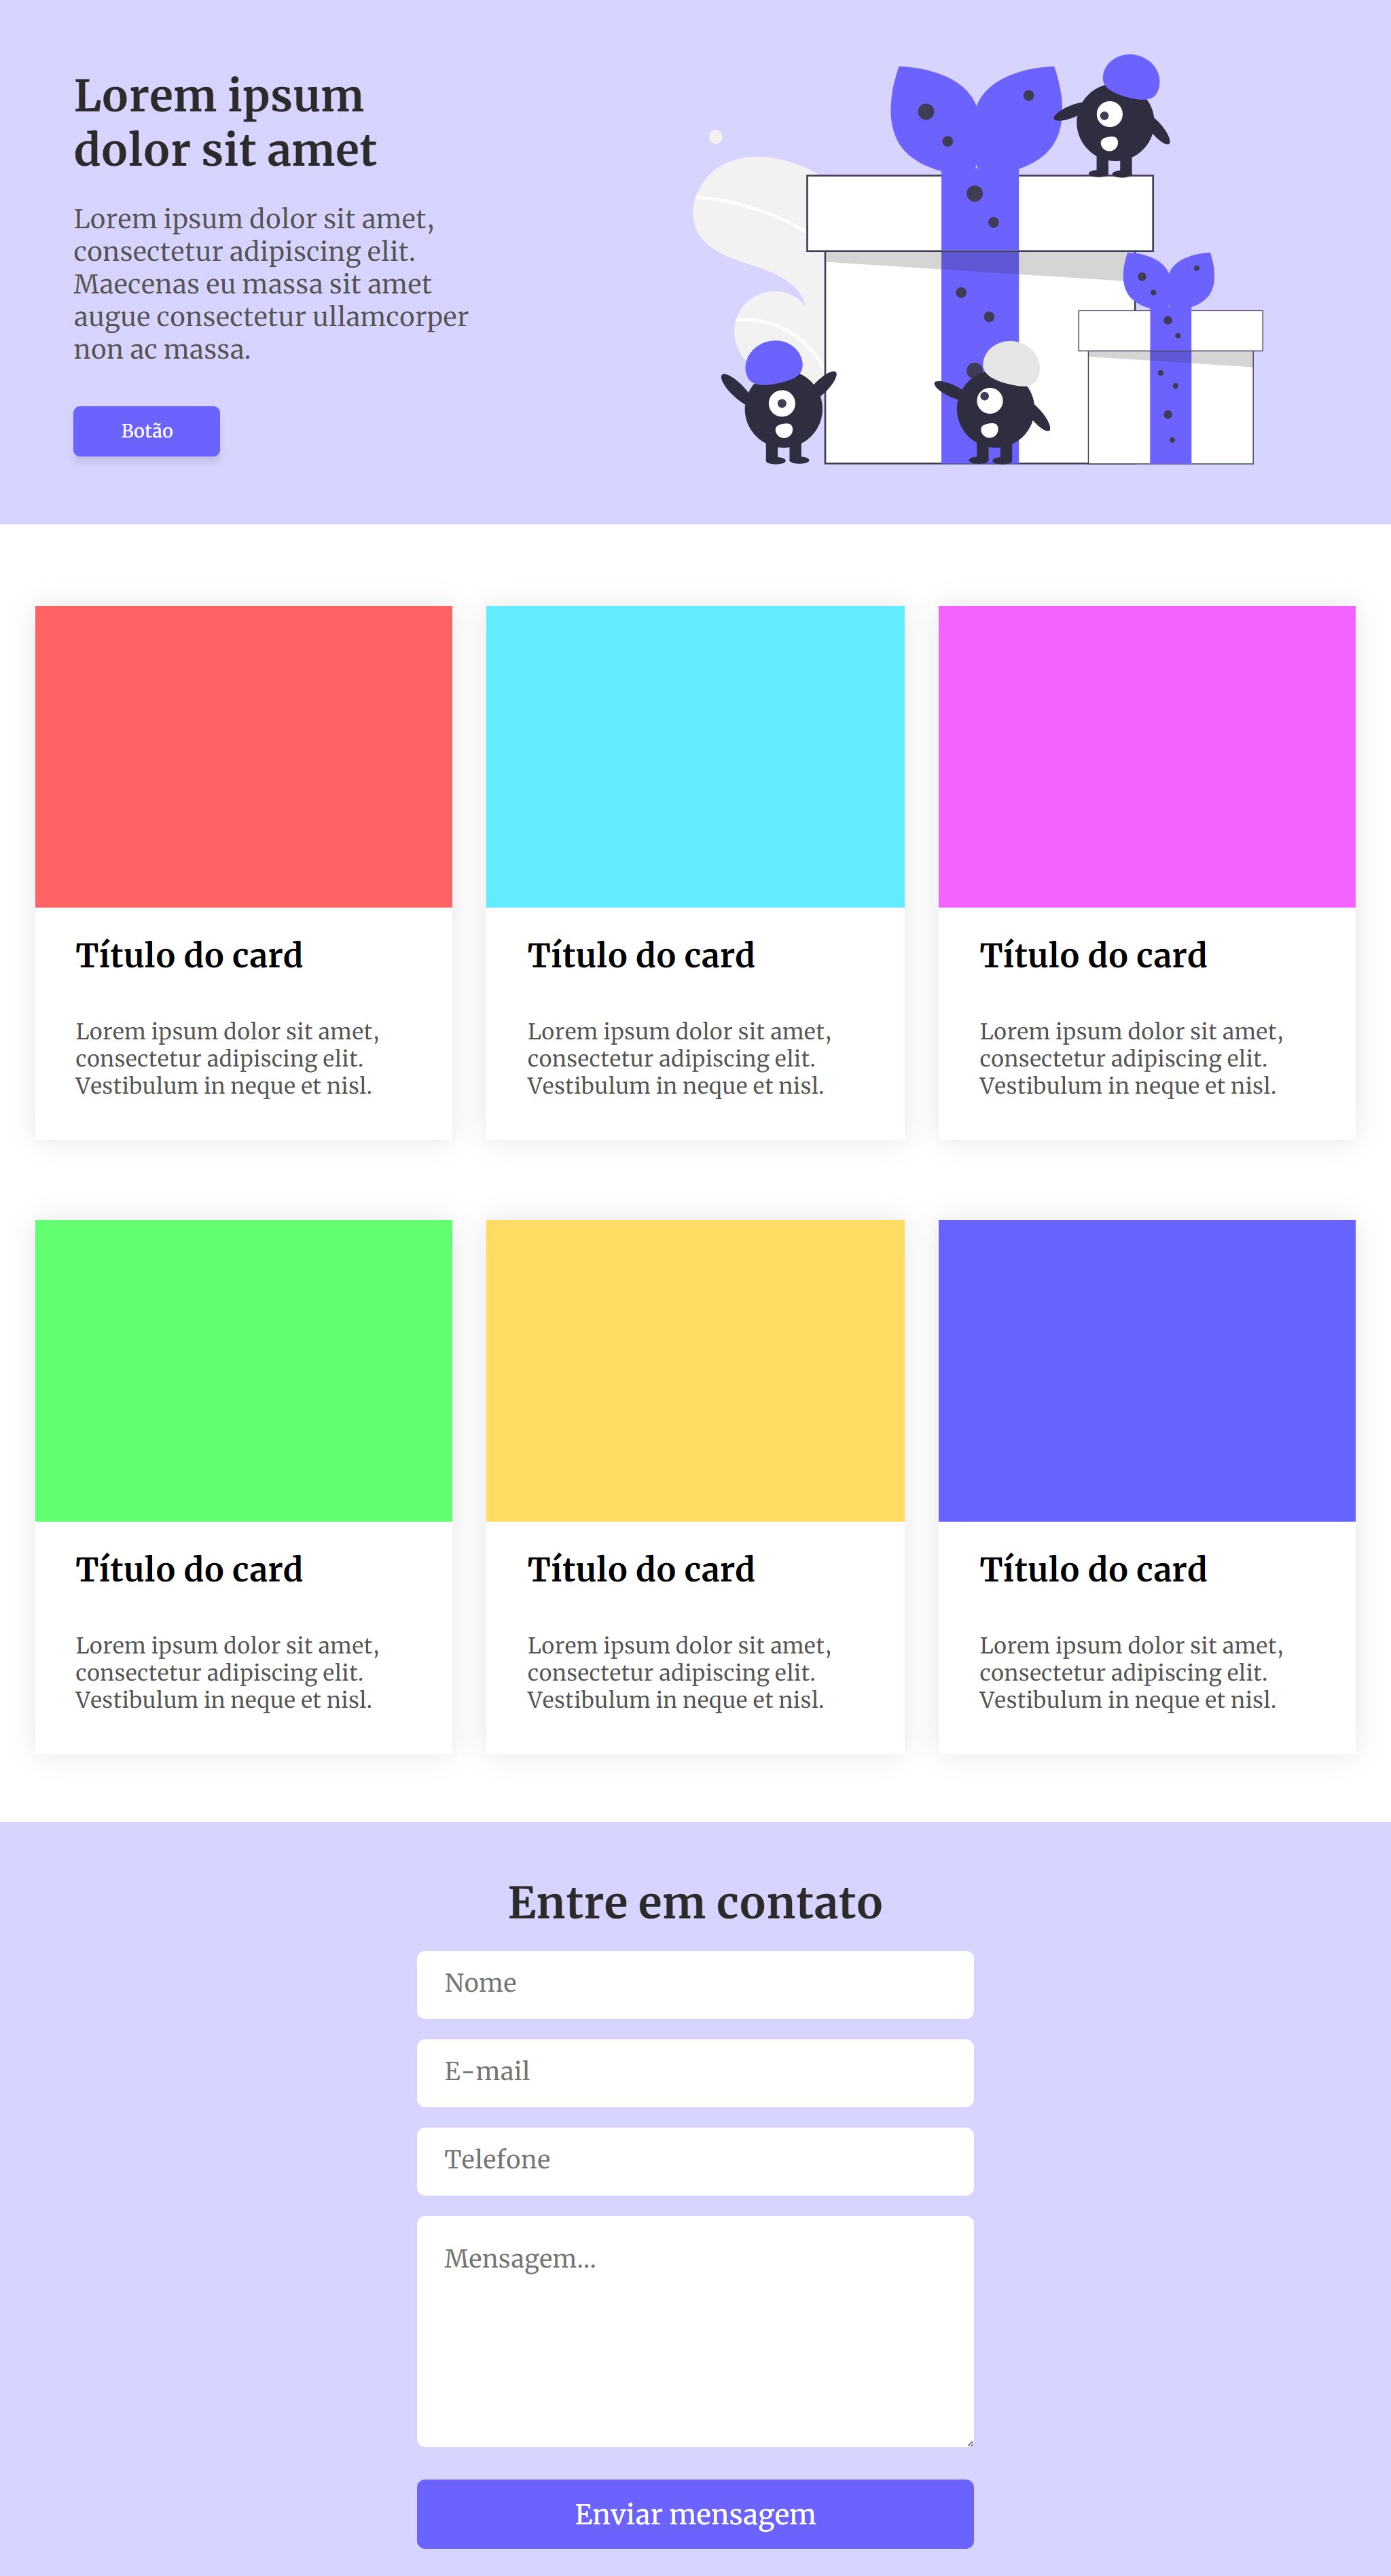 Lorem ipsum
dolor sit amet
Lorem ipsum dolor sit amet,
consectetur adipiscing elit.
Maecenas eu massa sit amet
augue consectetur ullamcorper
non ac massa.
Botão
Título do card
Lorem ipsum dolor sit amet,
consectetur adipiscing elit.
Vestibulum in neque et nisl.
Título do card
Lorem ipsum dolor sit amet,
consectetur adipiscing elit.
Vestibulum in neque et nisl.
Título do card
Lorem ipsum dolor sit amet,
consectetur adipiscing elit.
Vestibulum in neque et nisl.
Título do card
Lorem ipsum dolor sit amet,
consectetur adipiscing elit.
Vestibulum in neque et nisl.
Título do card
Lorem ipsum dolor sit amet,
consectetur adipiscing elit.
Vestibulum in neque et nisl.
Título do card
Lorem ipsum dolor sit amet,
consectetur adipiscing elit.
Vestibulum in neque et nisl.
Entre em contato
Nome
E-mail
Telefone
Mensagem...
Enviar mensagem